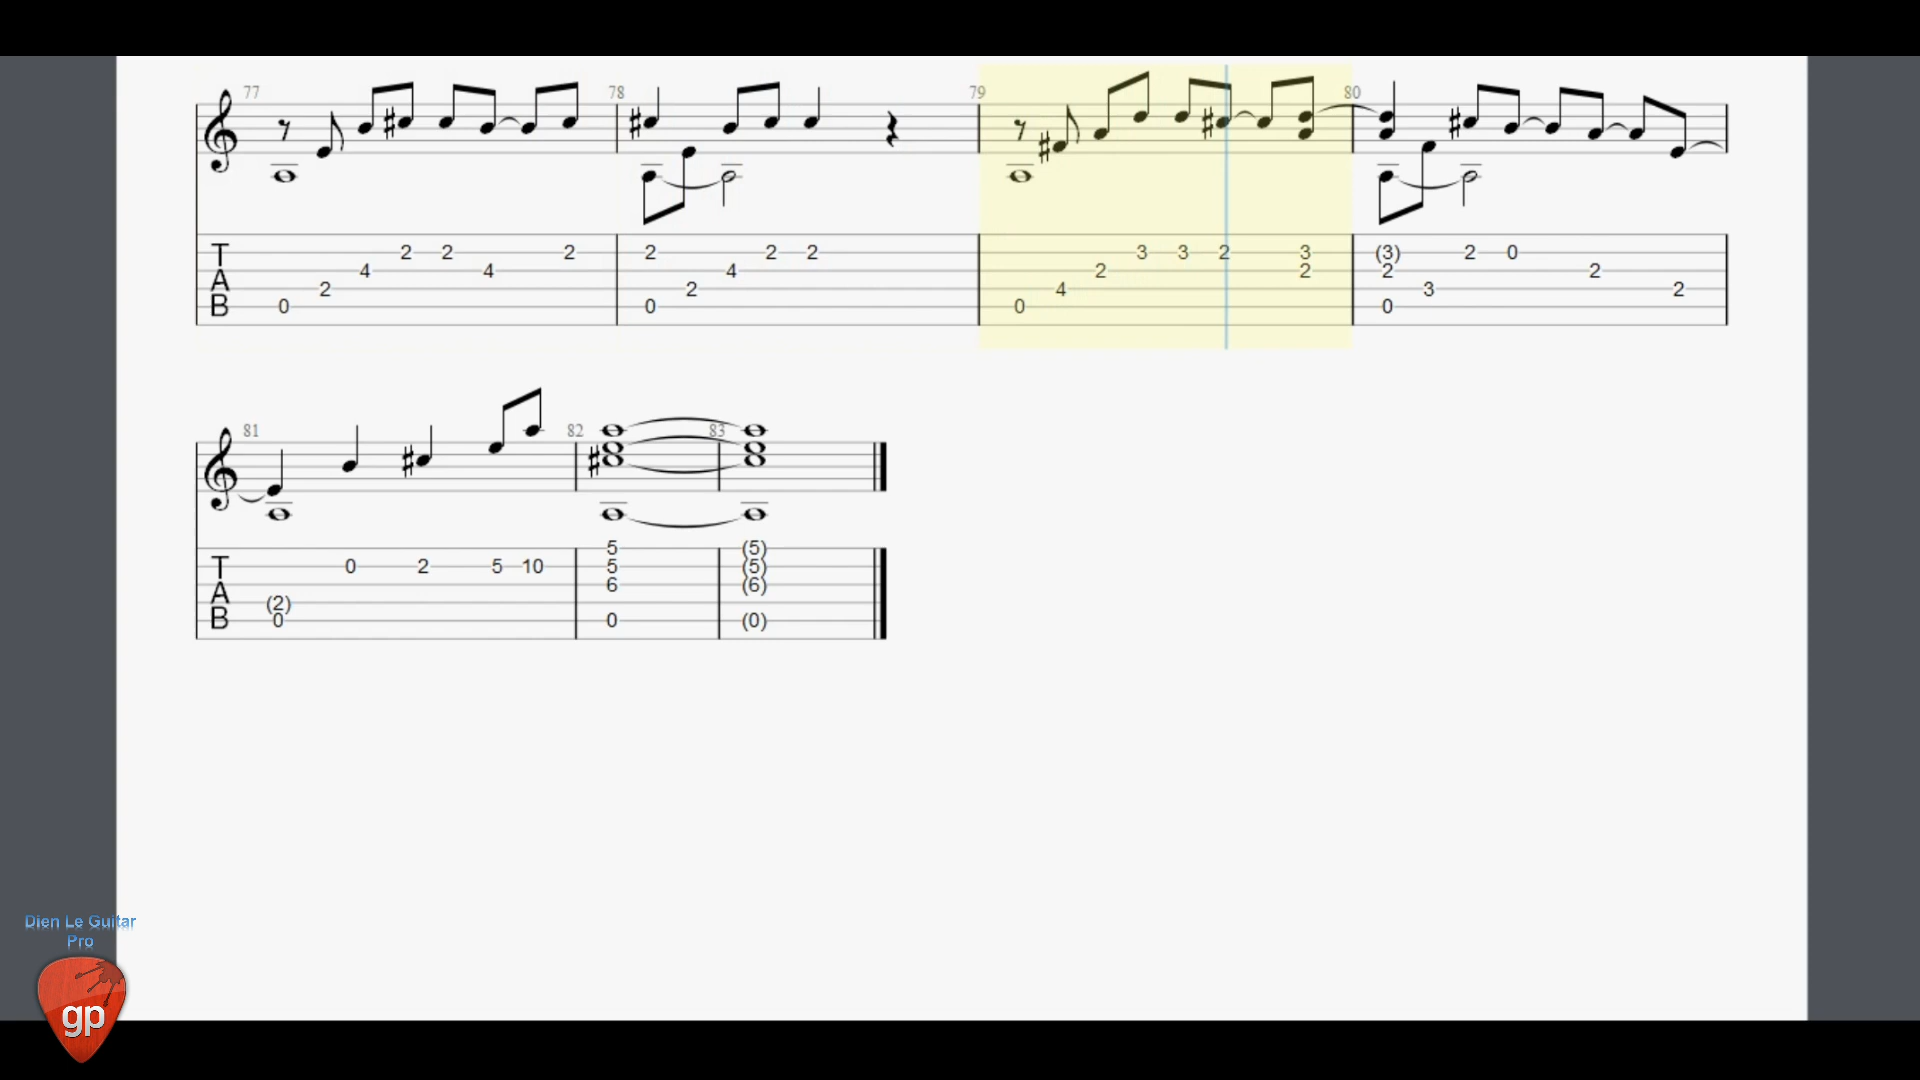 77 78 79 80
T 2 2 2 2 2 2 3 3 2 3 (3) 2 0
4 4 4 2 2 2 2
A 2 2 4 3 2
B 0 0 0 0
81 82 83
5 (5)
T 0 2 5 10 5 (5)
6 (6)
A (2)
B 0 0 (0)
Dien Le Guitar
Pro
gp